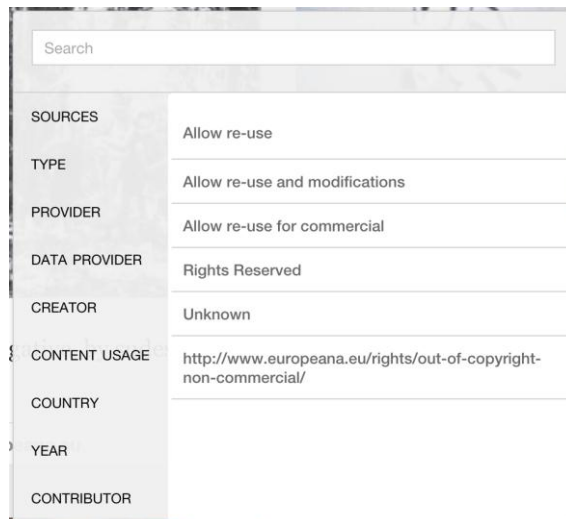 Search
SOURCES
TYPE
PROVIDER
DATA PROVIDER
CREATOR
CONTENT USAGE
COUNTRY
YEAR
CONTRIBUTOR
Allow re-use
Allow re-use and modifications
Allow re-use for commercial
Rights Reserved
Unknown
http://www.europeana.eu/rights/out-of-copyright-
non-commercial/